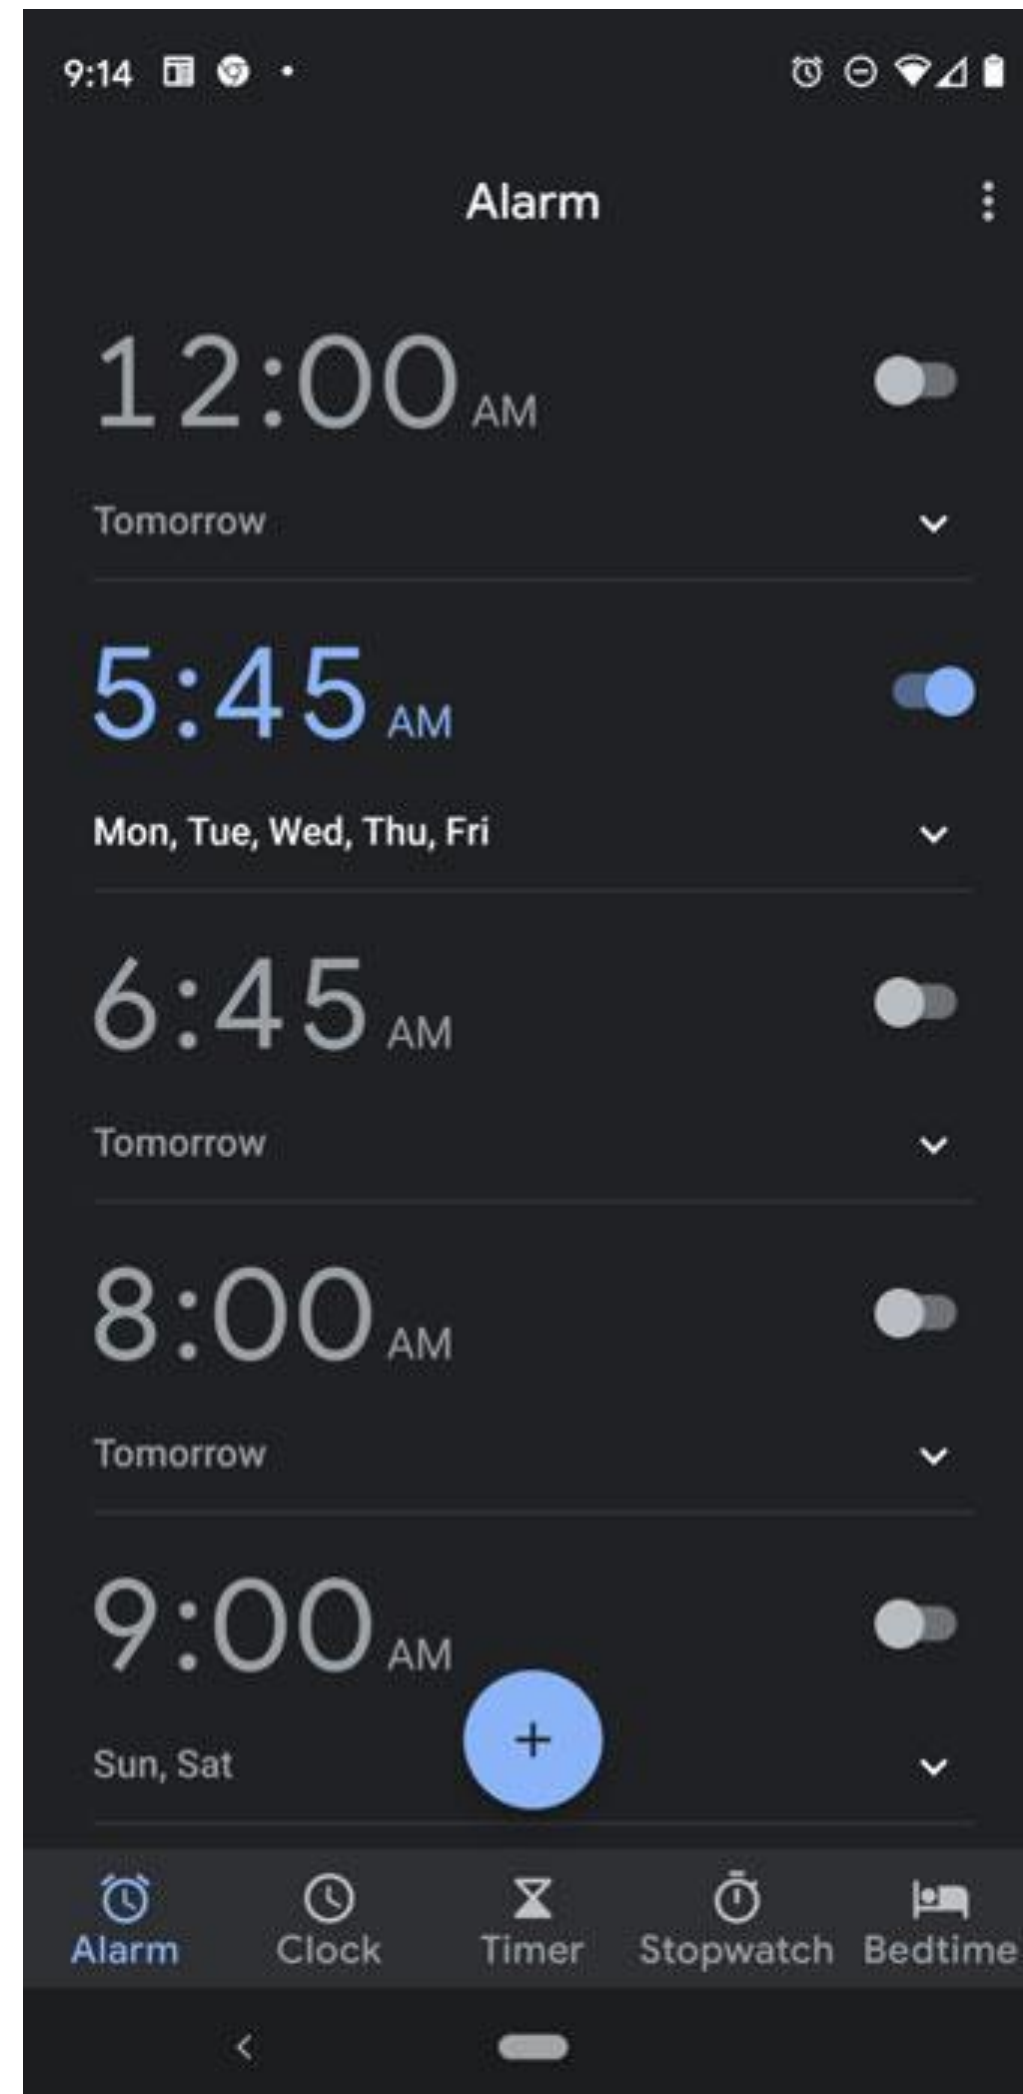 9:14
Alarm
12:00 AM
Tomorrow
5:45 AM
Mon, Tue, Wed, Thu, Fri
6:45 AM
Tomorrow
8:00 AM
Tomorrow
9:00 AM
+
Sun, Sat
Alarm Clock Timer Stopwatch Bedtime